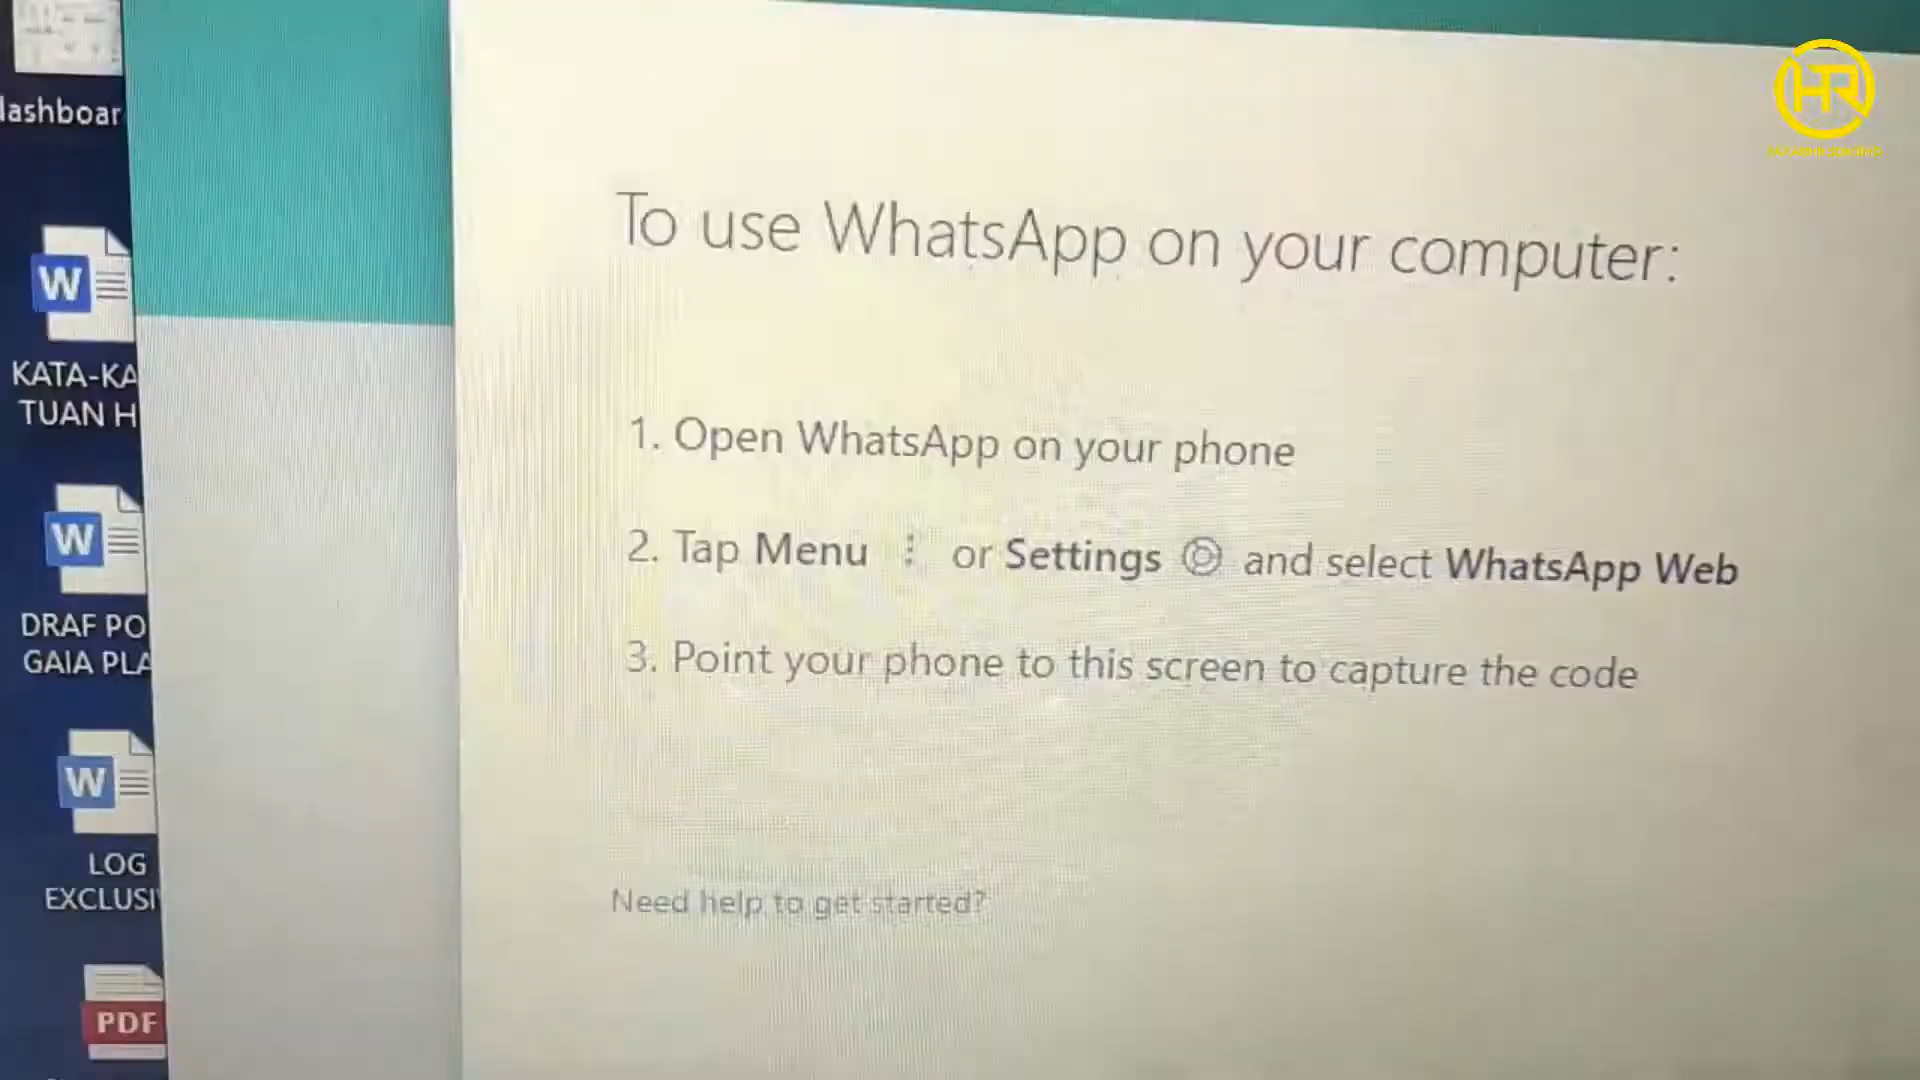 To use WhatsApp on your computer:
1. Open WhatsApp on your phone
2. Tap Menu or Settings and select WhatsApp Web
3. Point your phone to this screen to capture the code
Need help to get started?
dashboar
W
KATA-KA
TUAN H
W
DRAF PO
GAIA PLA
W
LOG
EXCLUSI
PDF
HR